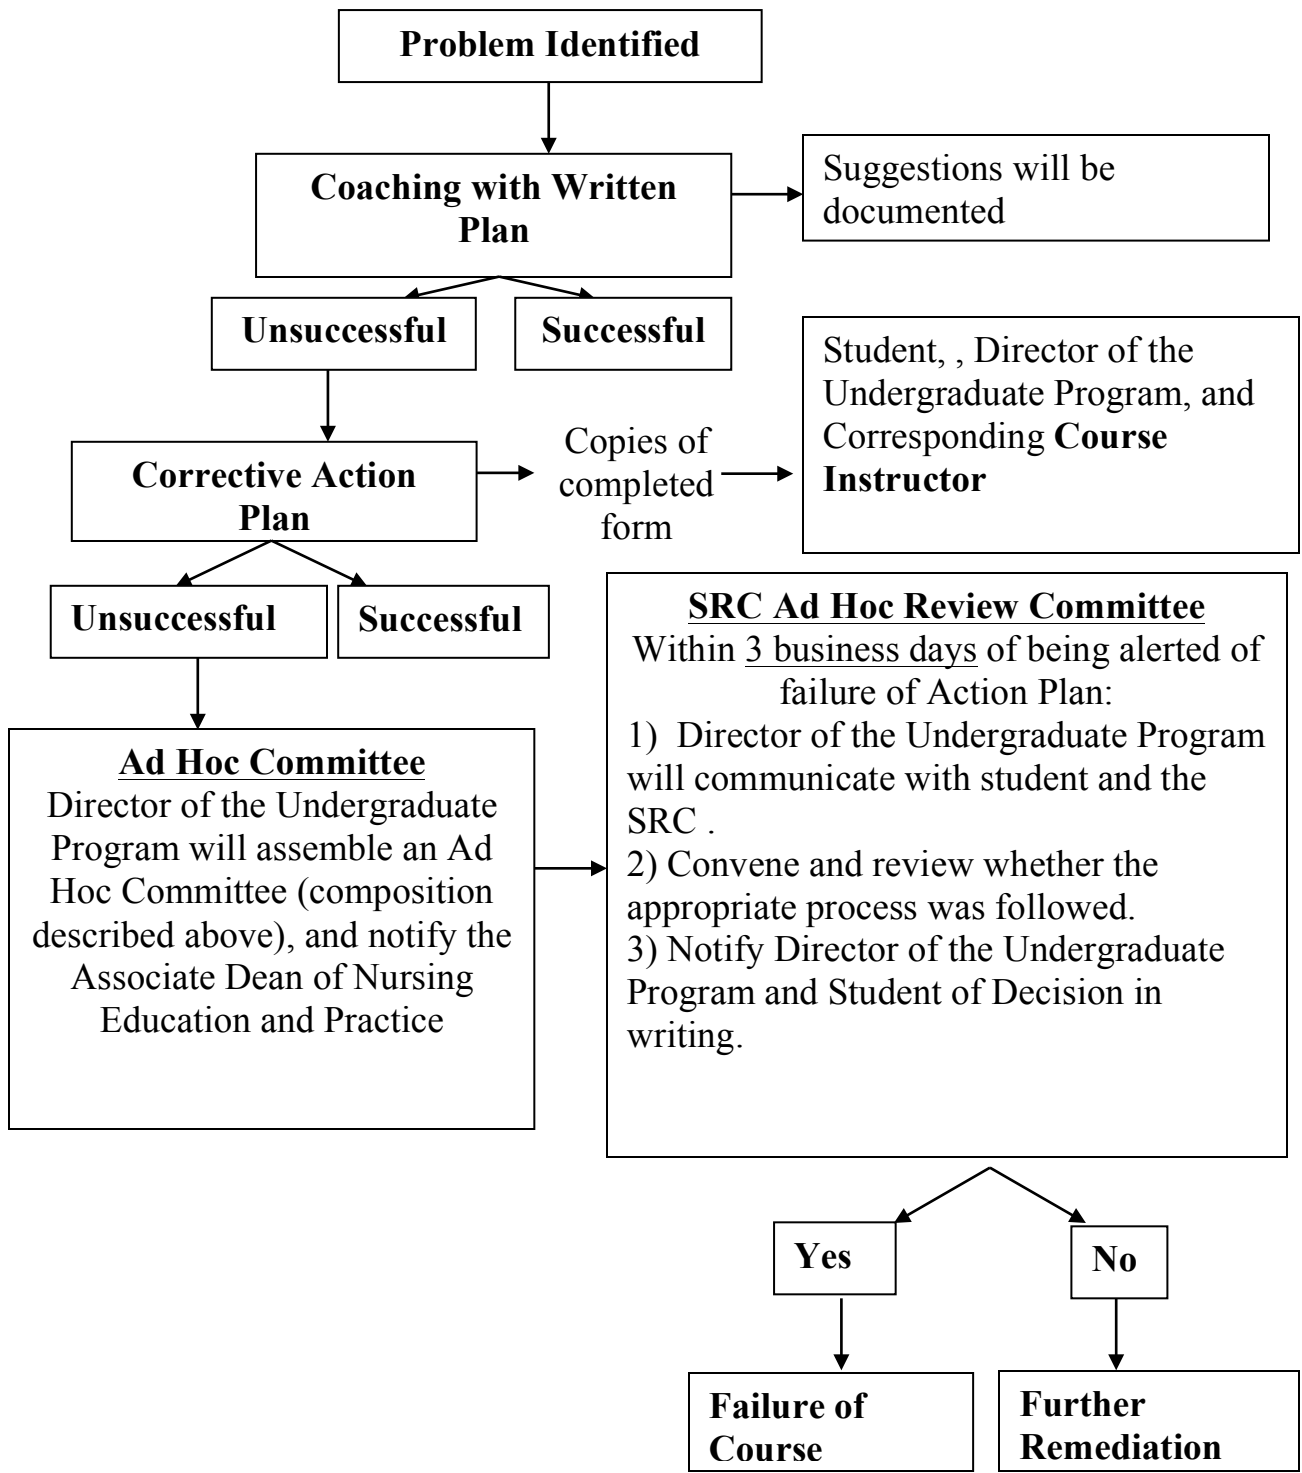 Problem Identified
Coaching with Written
Plan
Suggestions will be
documented
Unsuccessful
Successful
Student, , Director of the
Undergraduate Program, and
Corresponding Course
Instructor
Corrective Action
Plan
Copies of
completed
form
Unsuccessful
Successful
Ad Hoc Committee
Director of the Undergraduate
Program will assemble an Ad
Hoc Committee (composition
described above), and notify the
Associate Dean of Nursing
Education and Practice
SRC Ad Hoc Review Committee
Within 3 business days of being alerted of
failure of Action Plan:
1)  Director of the Undergraduate Program
will communicate with student and the
SRC .
2) Convene and review whether the
appropriate process was followed.
3) Notify Director of the Undergraduate
Program and Student of Decision in
writing.
Yes
No
Failure of
Course
Further
Remediation